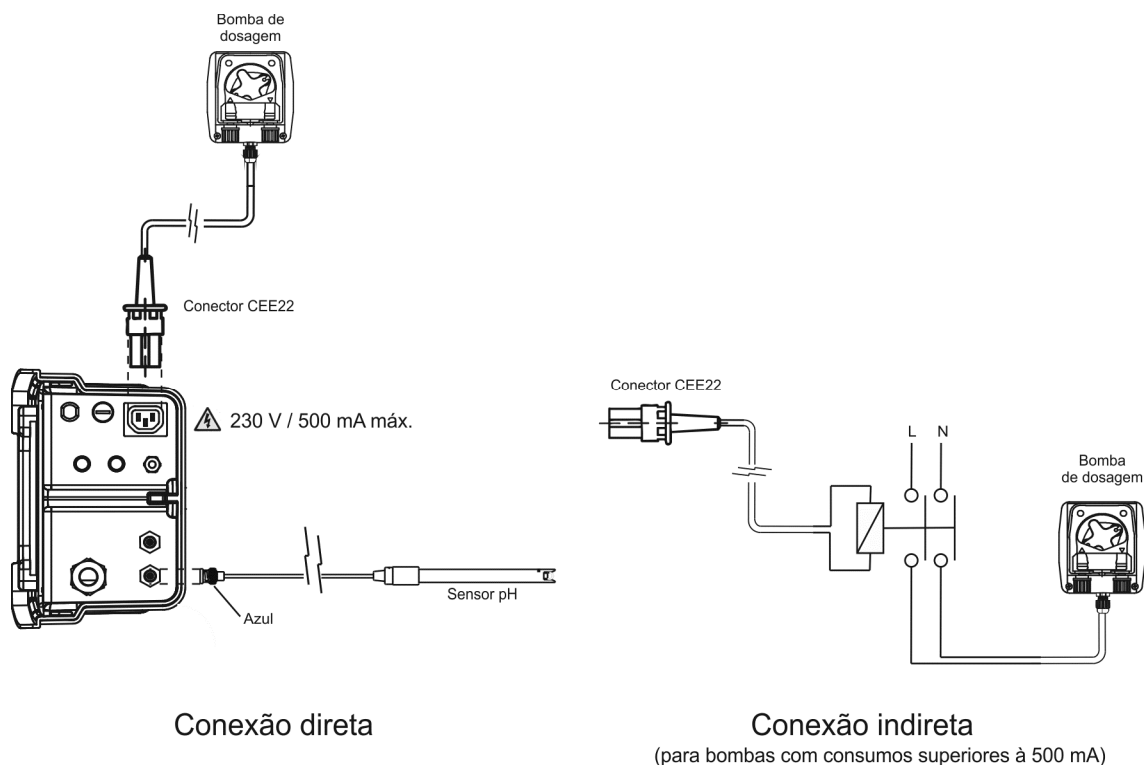 Bomba de
dosagem
Conector CEE22
230 V / 500 mA máx.
Sensor pH
Azul
Conexão direta
Conector CEE22
L N
Bomba
de dosagem
Conexão indireta
(para bombas com consumos superiores à 500 mA)